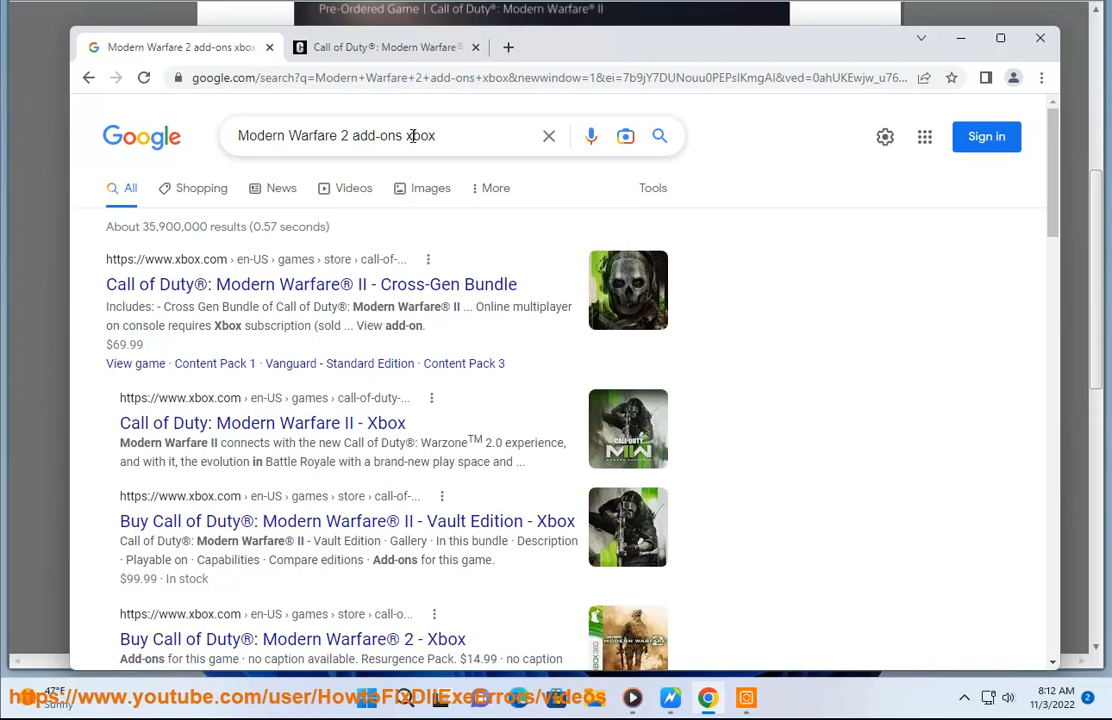 Pre-Ordered Game | Call of Duty®: Modern Warfare® II
Modern Warfare 2 add-ons xbox
Call of Duty®: Modern Warfare®
google.com/search?q=Modern+Warfare+2+add-ons+xbox&newwindow=1&ei=7b9jY7DUNouu0PEPsIKmgAI&ved=0ahUKEwjw_u76...
Google
Modern Warfare 2 add-ons xbox
Sign in
All
Shopping
News
Videos
Images
More
Tools
About 35,900,000 results (0.57 seconds)
https://www.xbox.com › en-US › games › store › call-of-...
Call of Duty®: Modern Warfare® II - Cross-Gen Bundle
Includes: - Cross Gen Bundle of Call of Duty®: Modern Warfare® II ... Online multiplayer
on console requires Xbox subscription (sold ... View add-on.
$69.99
View game · Content Pack 1 · Vanguard - Standard Edition · Content Pack 3
https://www.xbox.com › en-US › games › call-of-duty-...
Call of Duty: Modern Warfare II - Xbox
Modern Warfare II connects with the new Call of Duty®: Warzone™ 2.0 experience,
and with it, the evolution in Battle Royale with a brand-new play space and ...
https://www.xbox.com › en-US › games › store › call-of-...
Buy Call of Duty®: Modern Warfare® II - Vault Edition - Xbox
Call of Duty®: Modern Warfare® II - Vault Edition · Gallery · In this bundle · Description
· Playable on · Capabilities · Compare editions · Add-ons for this game.
$99.99 · In stock
https://www.xbox.com › en-US › games › store › call-o...
Buy Call of Duty®: Modern Warfare® 2 - Xbox
Add-ons for this game · no caption available. Resurgence Pack. $14.99 · no caption
47°F
Sunny
https://www.youtube.com/user/HowtoFixDllExeErrors/videos
8:12 AM
11/3/2022
2